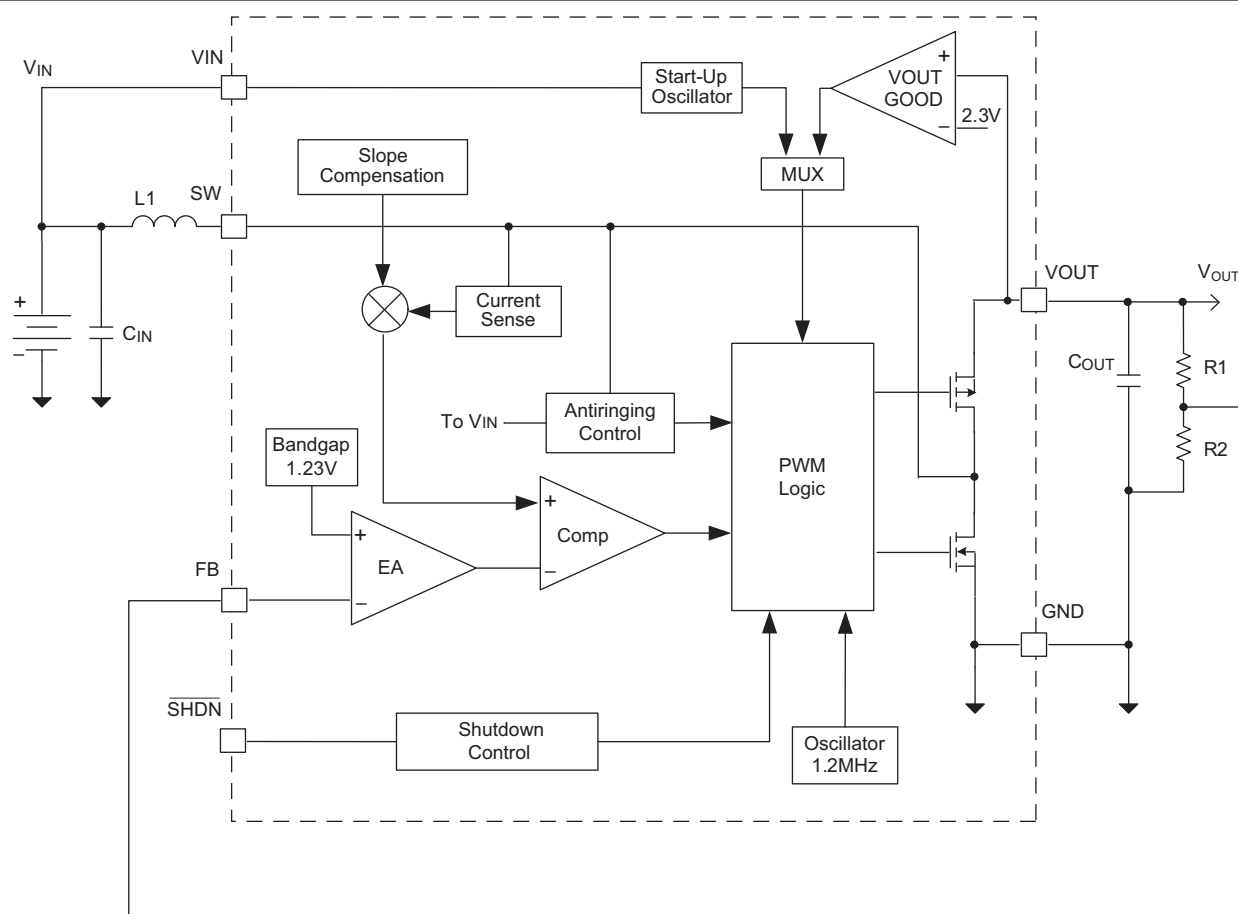 VIN
VIN
Start-Up
Oscillator
+
VOUT
GOOD
2.3V
−
Slope
Compensation
MUX
L1
SW
Current
Sense
VOUT
VOUT
+
−
CIN
COUT
R1
To VIN
Antiringing
Control
Bandgap
1.23V
PWM
Logic
R2
+
Comp
−
+
EA
−
FB
GND
SHDN
Shutdown
Control
Oscillator
1.2MHz